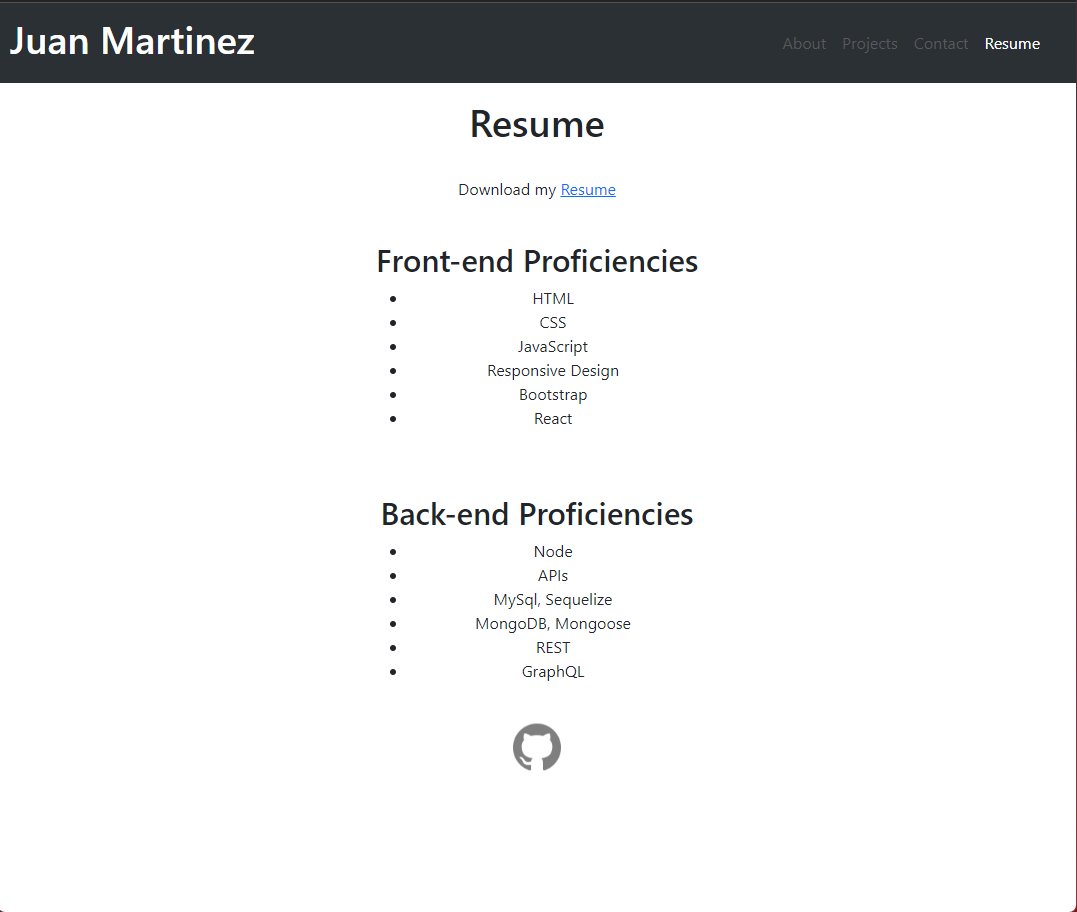 Juan Martinez
About Projects Contact Resume
Resume
Download my Resume
Front-end Proficiencies
HTML
CSS
JavaScript
Responsive Design
Bootstrap
React
Back-end Proficiencies
Node
APIs
MySql, Sequelize
MongoDB, Mongoose
REST
GraphQL